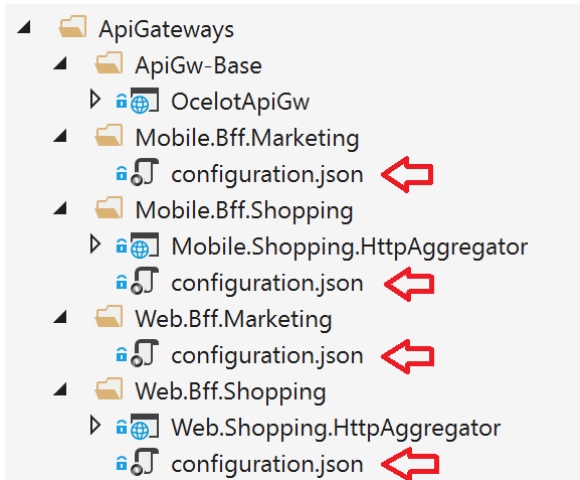 ApiGateways
ApiGw-Base
OcelotApiGw
Mobile.Bff.Marketing
configuration.json
Mobile.Bff.Shopping
Mobile.Shopping.HttpAggregator
configuration.json
Web.Bff.Marketing
configuration.json
Web.Bff.Shopping
Web.Shopping.HttpAggregator
configuration.json